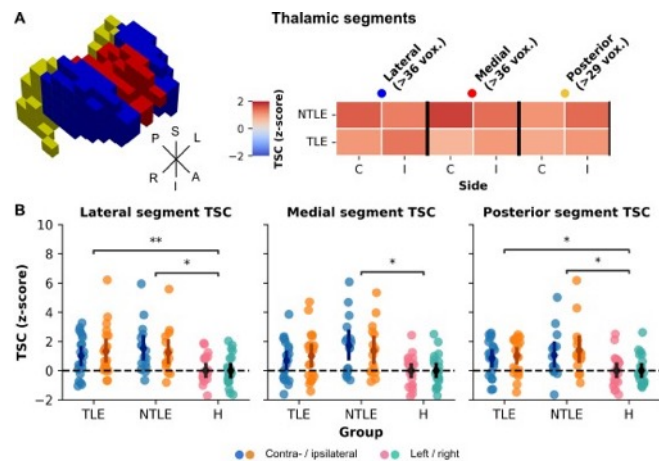 A
Thalamic segments
Lateral
(>36 vox.)
Medial
(>36 vox.)
Posterior
(>29 vox.)
2
0
−2
TSC (z-score)
NTLE
TLE
C I C I C I
Side
S
P L
R A
I
B
Lateral segment TSC
Medial segment TSC
Posterior segment TSC
**
*
*
*
*
10
8
6
4
2
0
−2
TSC (z-score)
TLE NTLE H
TLE NTLE H
TLE NTLE H
Group
Contra- / ipsilateral
Left / right